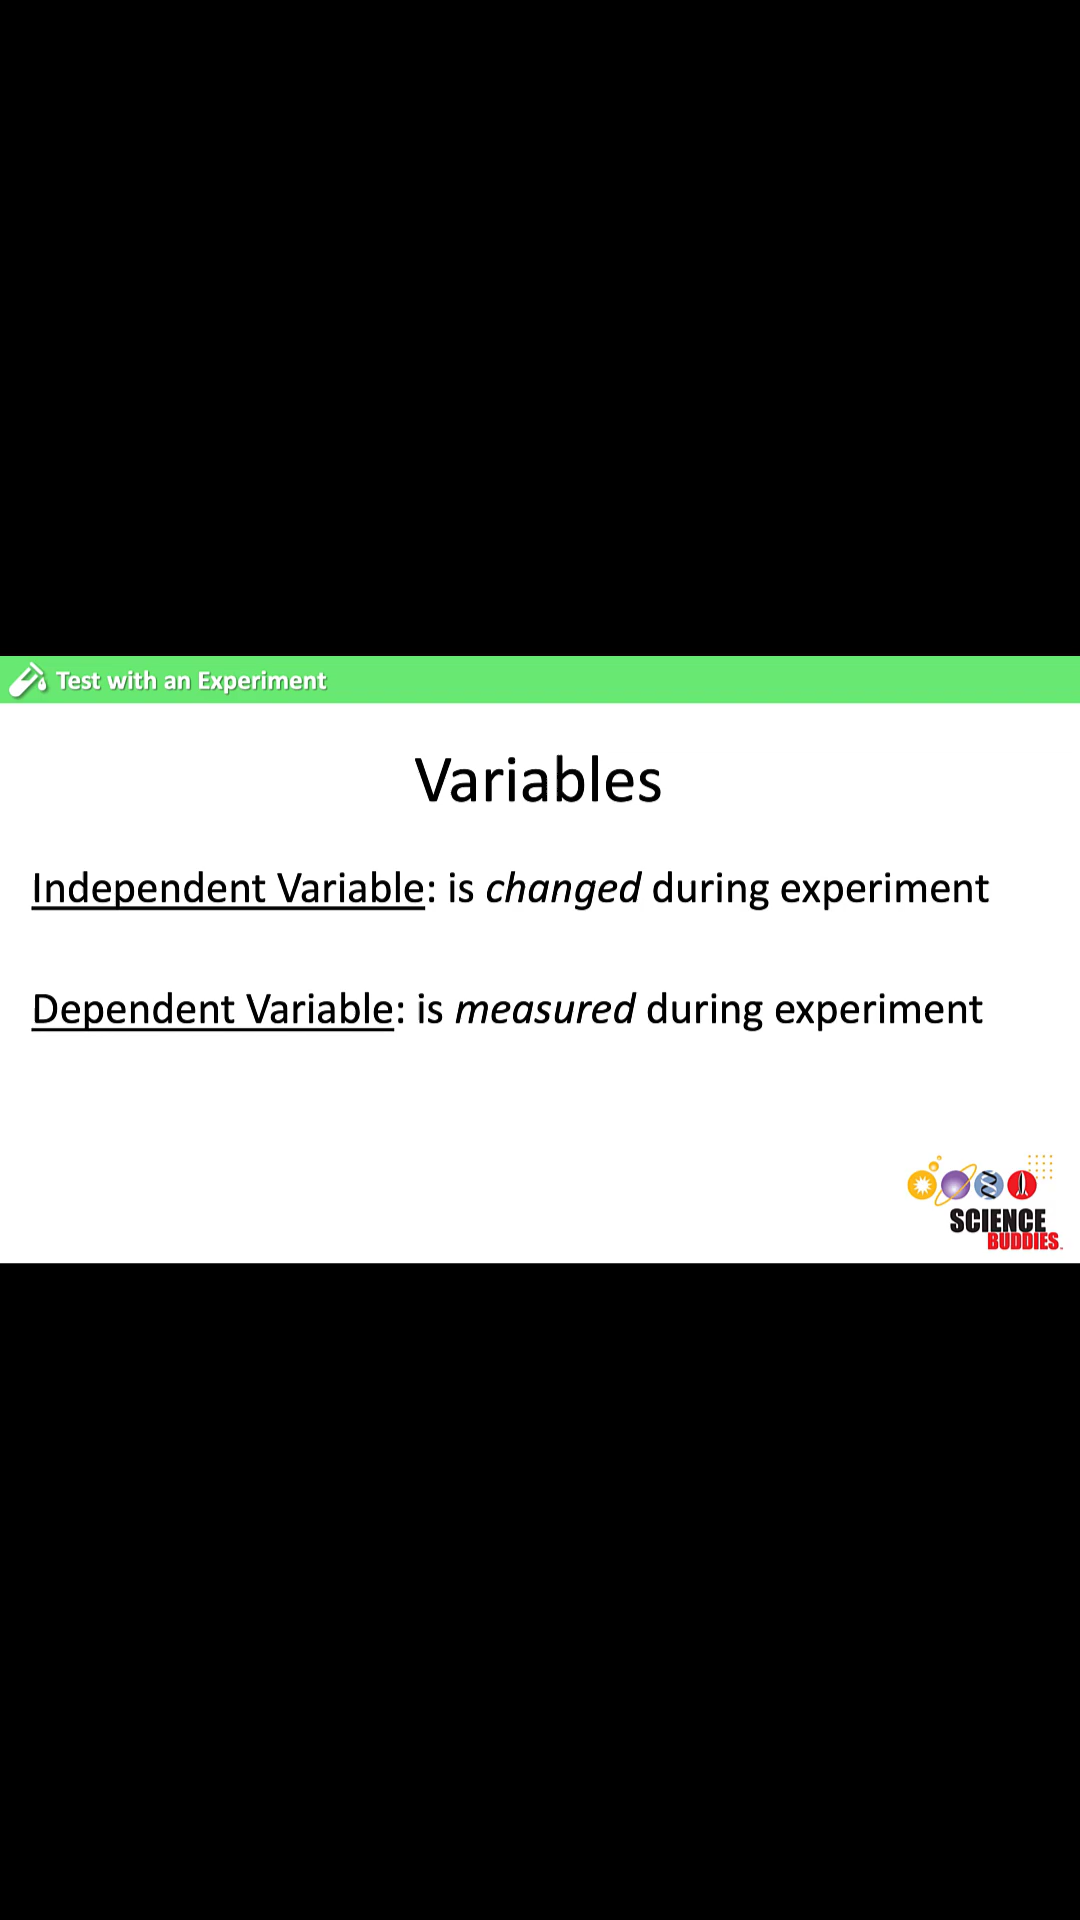 Test with an Experiment
Variables
Independent Variable: is changed during experiment
Dependent Variable: is measured during experiment
SCIENCE
BUDDIES